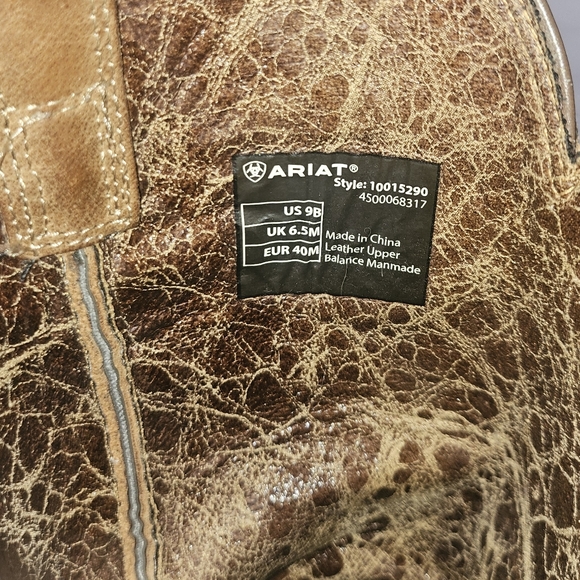 ARIAT®
Style: 10015290
4500068317
US 9B
UK 6.5M
EUR 40M
Made in China
Leather Upper
Balance Manmade